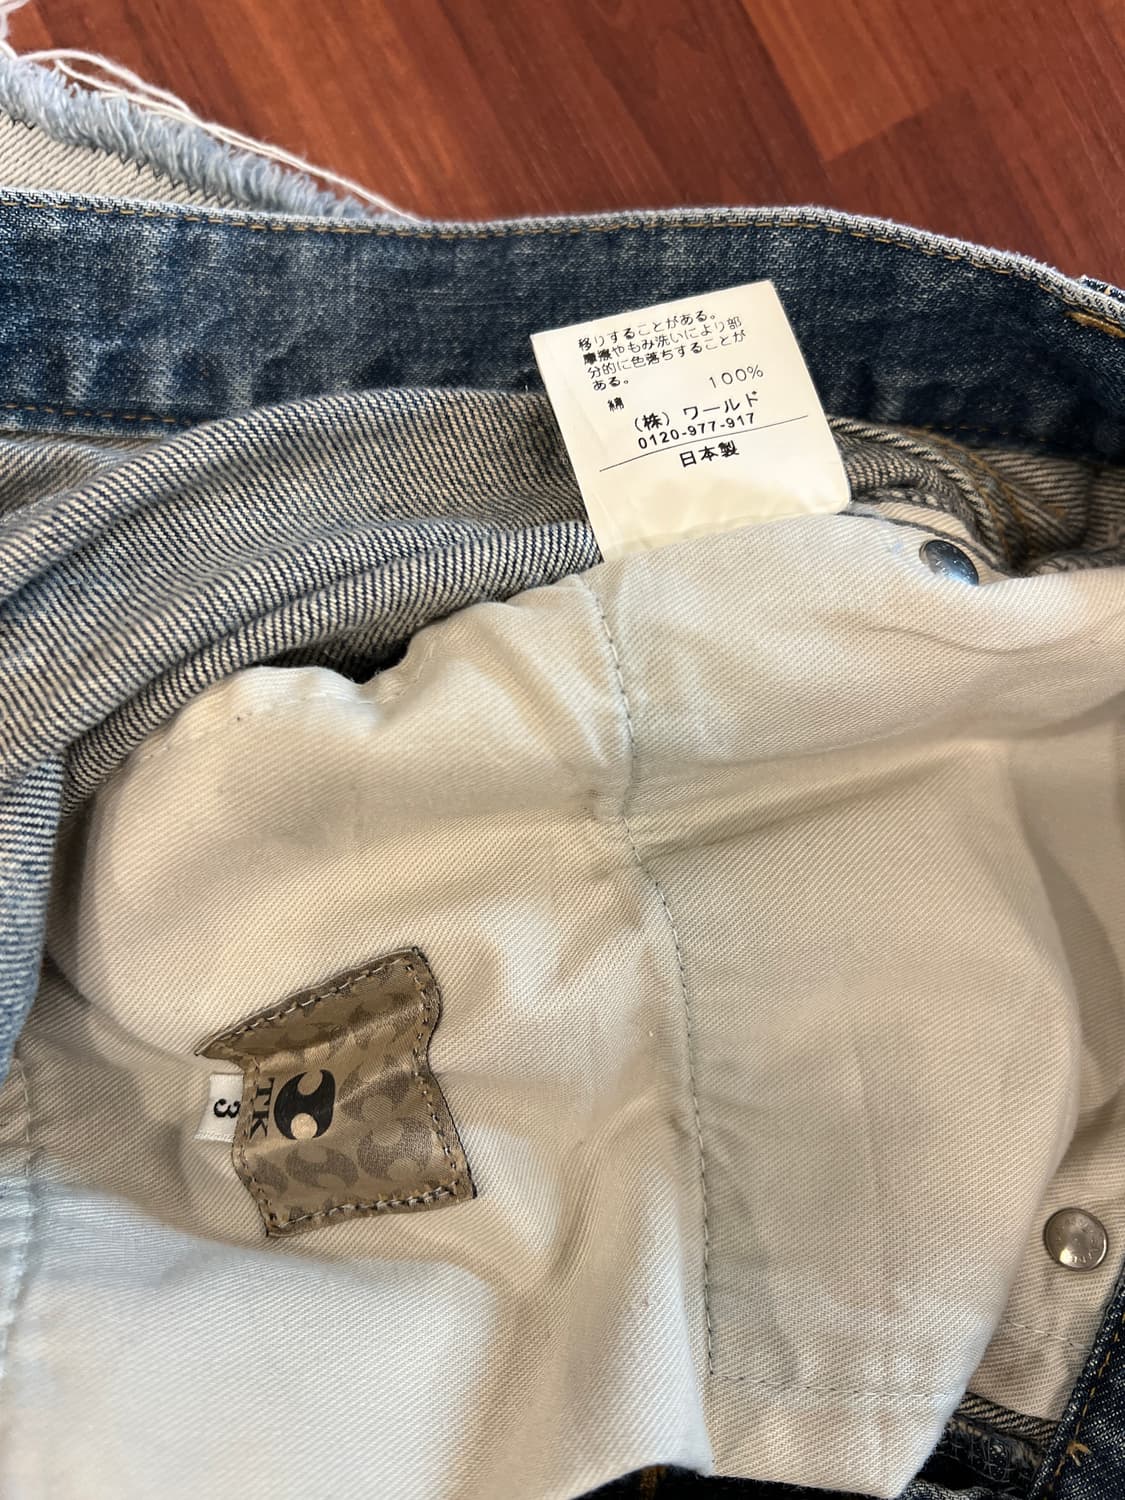 移りすることがある。
摩擦やもみ洗いにより部
分的に色落ちすることが
ある。
綿 100%
(株) ワールド
0120-977-917
日本製
TK
3